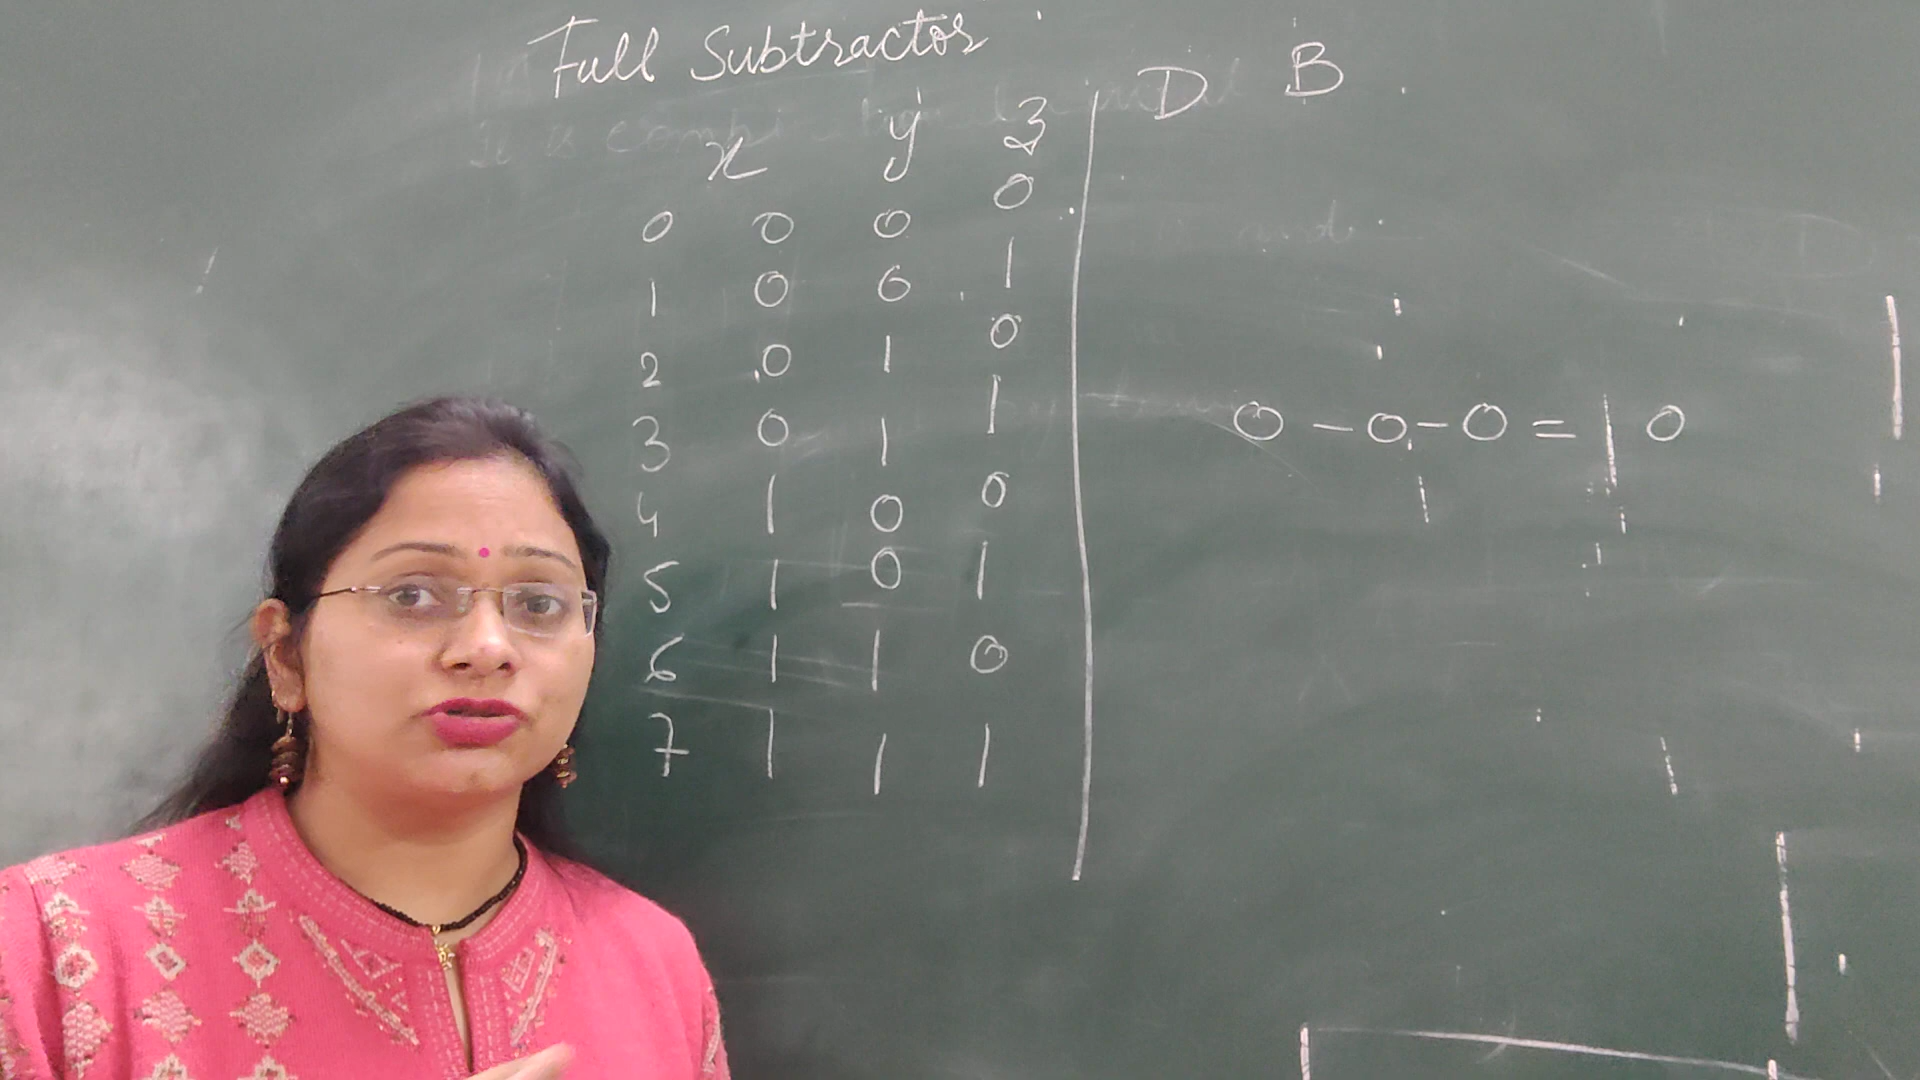 Full Subtractor
x y z D B
0 0 0 0
1 0 0 1
2 0 1 0
3 0 1 1
4 1 0 0
5 1 0 1
6 1 1 0
7 1 1 1
0 - 0 - 0 = 0